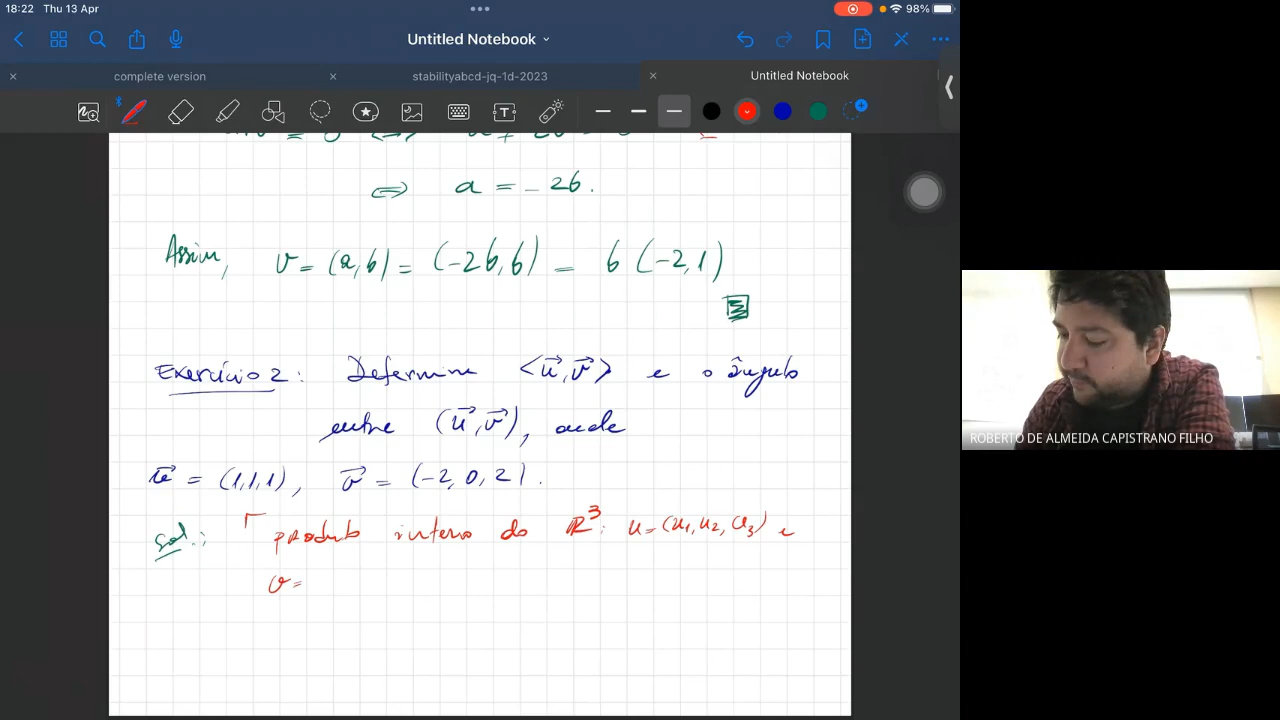 18:22 Thu 13 Apr
98%
Untitled Notebook
complete version
stabilityabcd-jq-1d-2023
Untitled Notebook
⟺ a = -2b.
Assim, v = (a,b) = (-2b,b) = b(-2,1)
Exercício 2: Determine <u⃗,v⃗> e o ângulo
entre (u⃗,v⃗), onde
u⃗ = (1,1,1), v⃗ = (-2,0,2).
Sol.: produto interno do R³: u=(u₁,u₂,u₃) e
v=
ROBERTO DE ALMEIDA CAPISTRANO FILHO